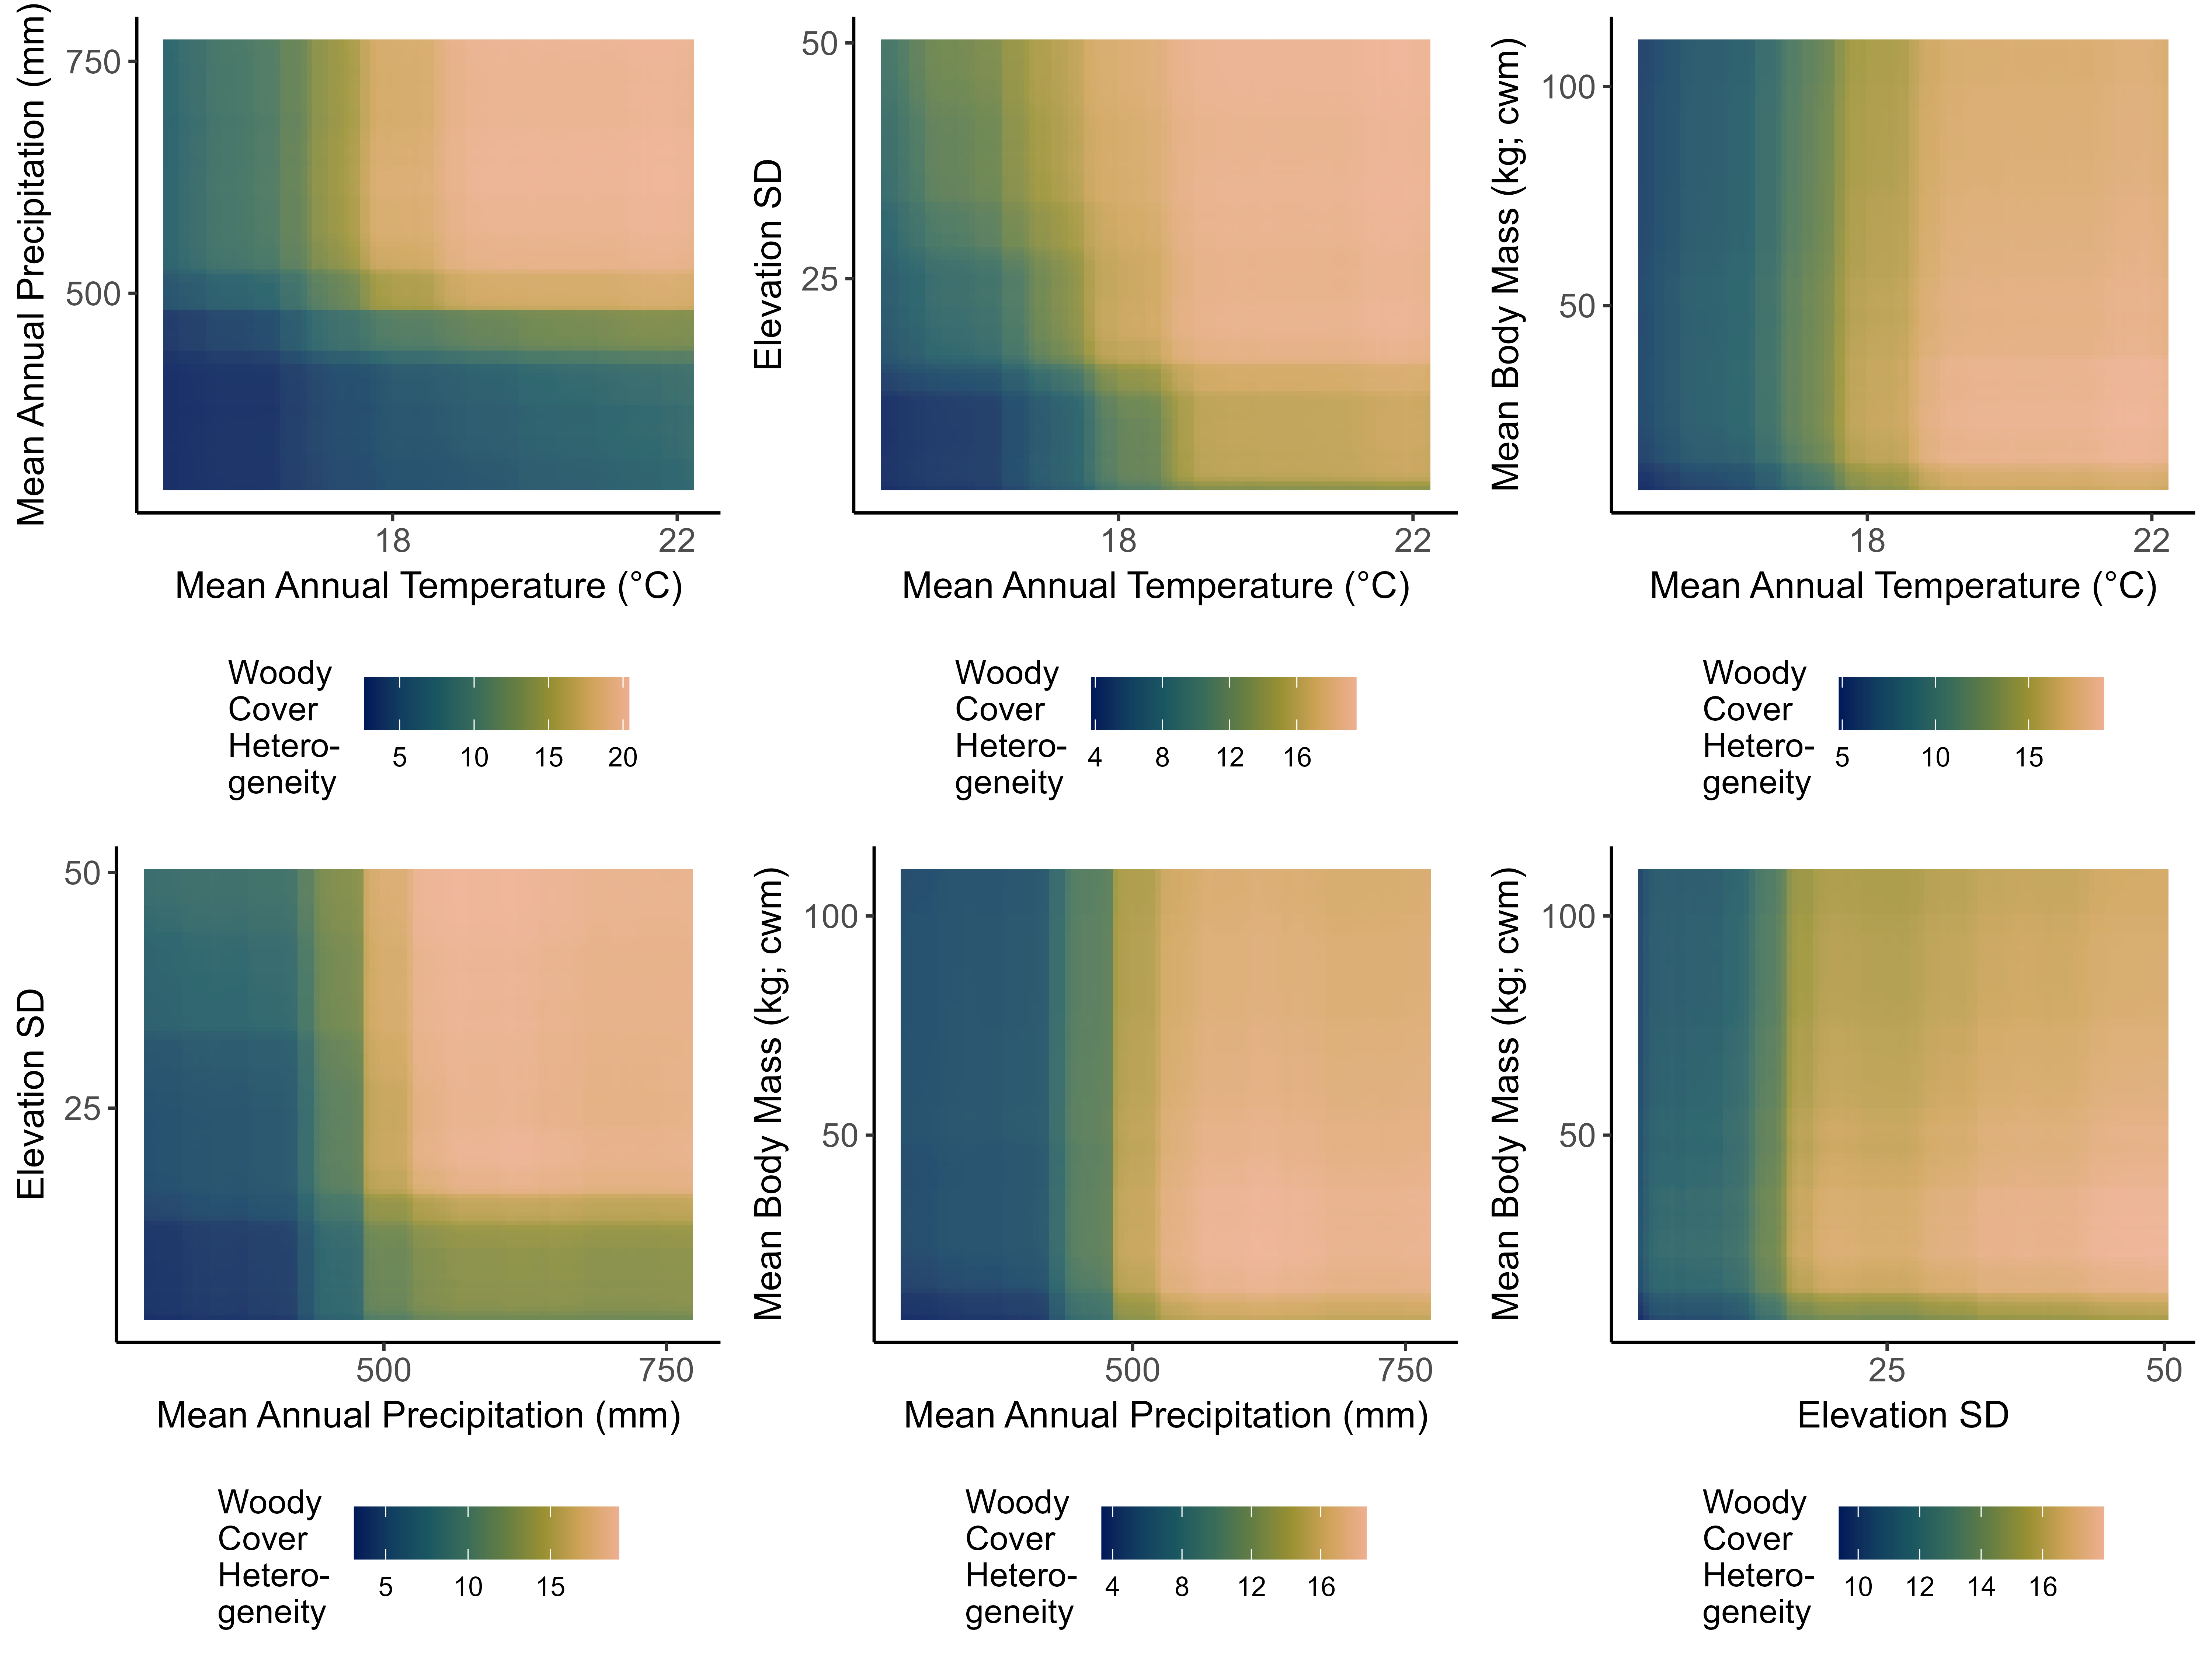 Mean Annual Precipitation (mm)
750
500
18
22
Mean Annual Temperature (°C)
Woody
Cover
Hetero-
geneity
5 10 15 20
Elevation SD
50
25
18
22
Mean Annual Temperature (°C)
Woody
Cover
Hetero-
geneity
4 8 12 16
Mean Body Mass (kg; cwm)
100
50
18
22
Mean Annual Temperature (°C)
Woody
Cover
Hetero-
geneity
5 10 15
Elevation SD
50
25
500
750
Mean Annual Precipitation (mm)
Woody
Cover
Hetero-
geneity
5 10 15
Mean Body Mass (kg; cwm)
100
50
500
750
Mean Annual Precipitation (mm)
Woody
Cover
Hetero-
geneity
4 8 12 16
Mean Body Mass (kg; cwm)
100
50
25
50
Elevation SD
Woody
Cover
Hetero-
geneity
10 12 14 16